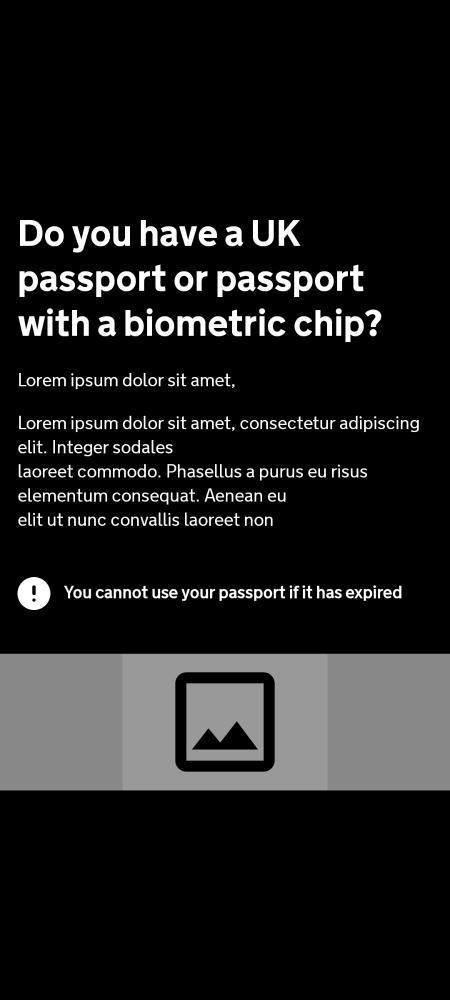 Do you have a UK
passport or passport
with a biometric chip?
Lorem ipsum dolor sit amet,
Lorem ipsum dolor sit amet, consectetur adipiscing
elit. Integer sodales
laoreet commodo. Phasellus a purus eu risus
elementum consequat. Aenean eu
elit ut nunc convallis laoreet non
You cannot use your passport if it has expired